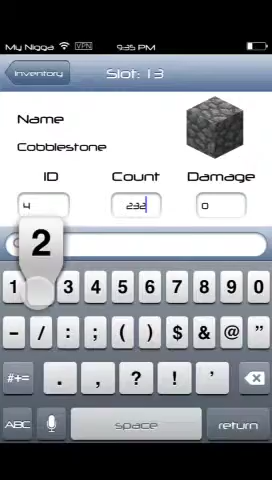 My Nigga VPN 9:35 PM
Inventory Slot: 13
Name
Cobblestone
ID Count Damage
4 232 0
2
1 3 4 5 6 7 8 9 0
- / : ; ( ) $ & @ "
#+= . , ? ! '
ABC space return